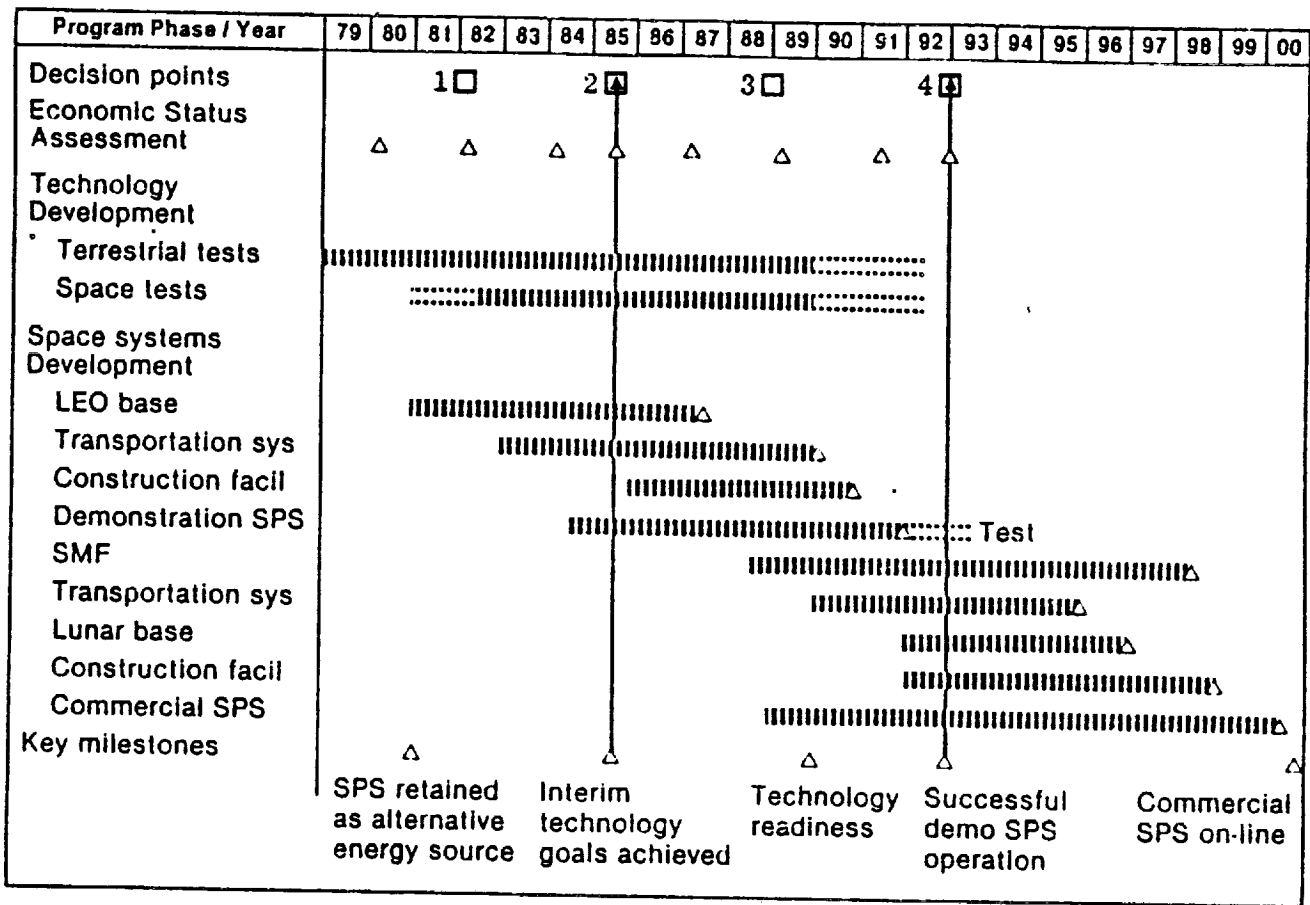 Program Phase / Year 79 80 81 82 83 84 85 86 87 88 89 90 91 92 93 94 95 96 97 98 99 00
Decision points 1 2 3 4
Economic Status
Assessment
Technology
Development
Terrestrial tests
Space tests
Space systems
Development
LEO base
Transportation sys
Construction facil
Demonstration SPS Test
SMF
Transportation sys
Lunar base
Construction facil
Commercial SPS
Key milestones
SPS retained
as alternative
energy source
Interim
technology
goals achieved
Technology
readiness
Successful
demo SPS
operation
Commercial
SPS on-line